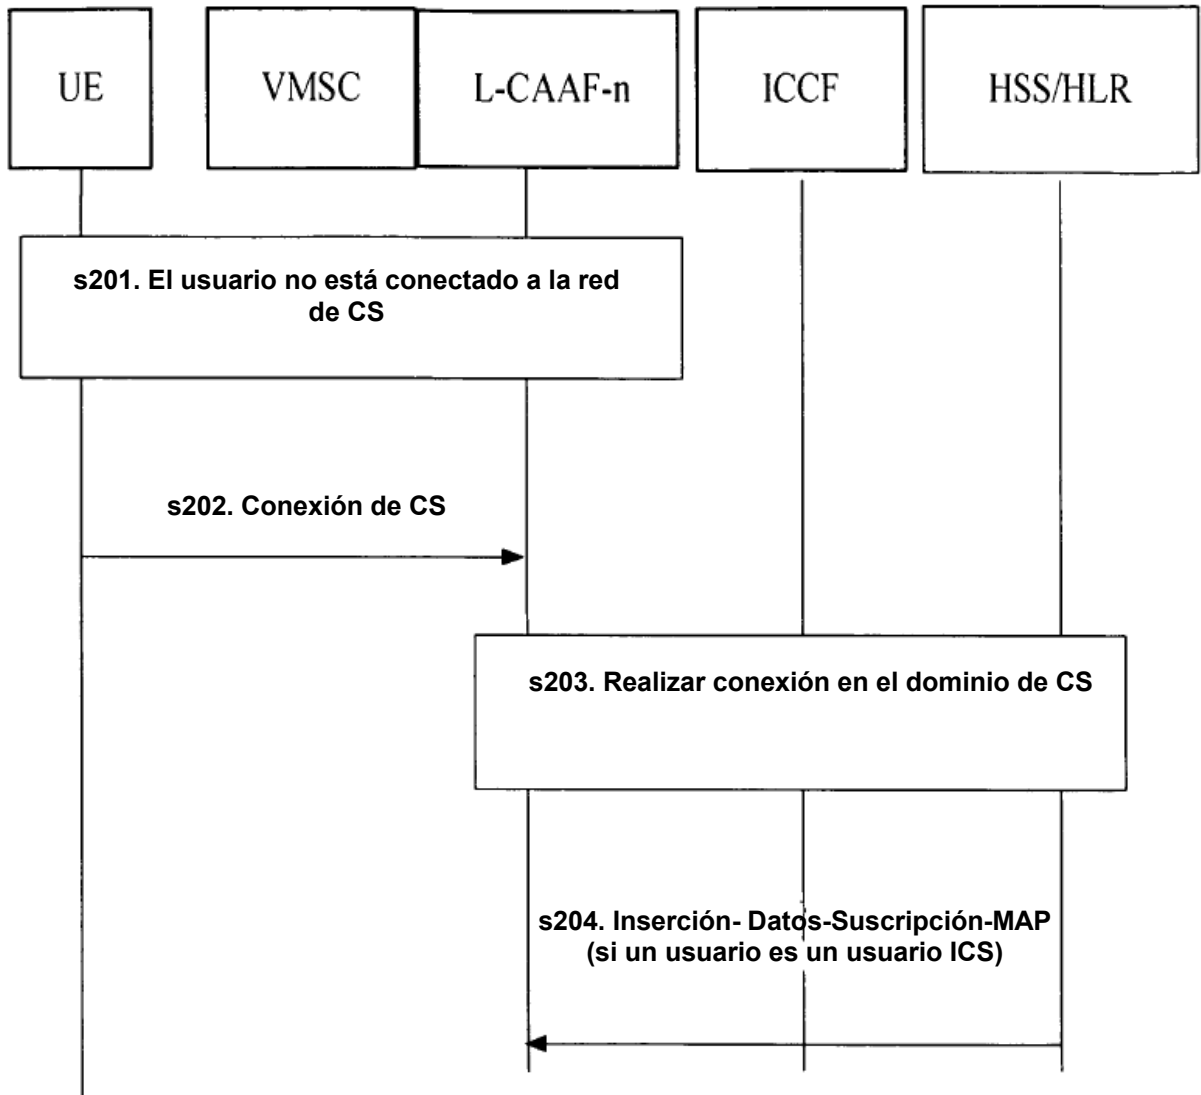 UE
VMSC
L-CAAF-n
ICCF
HSS/HLR
s201. El usuario no está conectado a la red
de CS
s202. Conexión de CS
s203. Realizar conexión en el dominio de CS
s204. Inserción- Datos-Suscripción-MAP
(si un usuario es un usuario ICS)